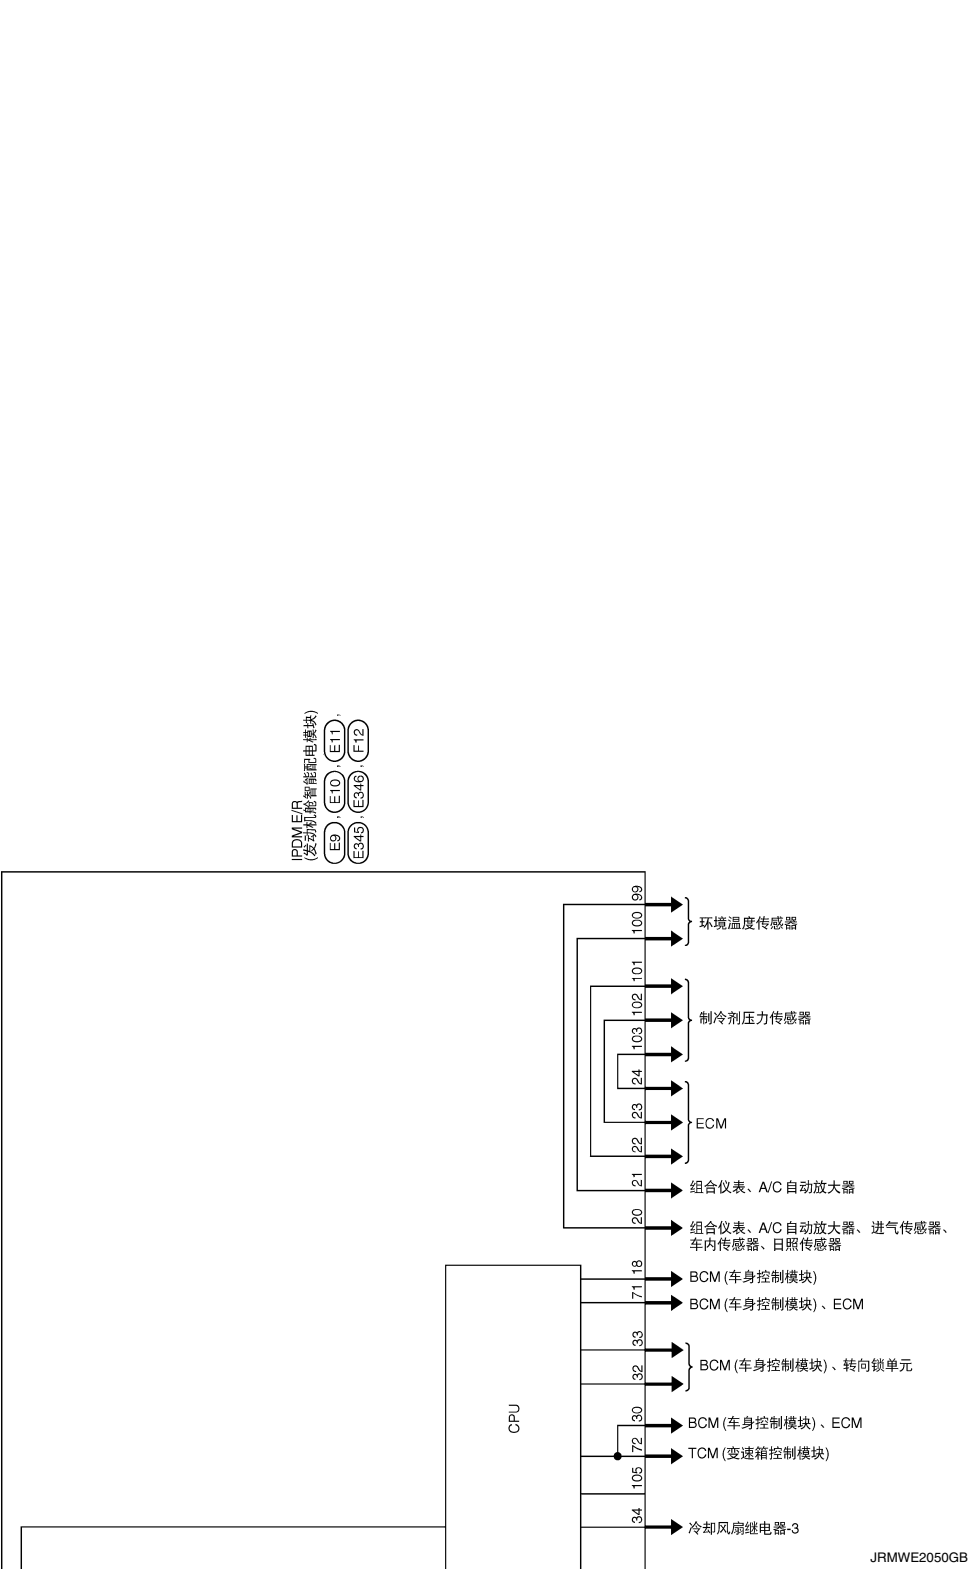 IPDM E/R
(发动机舱智能配电模块)
E9 , E10 , E11 ,
E345 , E346 , F12
99
100
环境温度传感器
101
102
103
制冷剂压力传感器
24
23
22
ECM
21
组合仪表、A/C 自动放大器
20
组合仪表、A/C 自动放大器、 进气传感器、
车内传感器、日照传感器
18
BCM (车身控制模块)
71
BCM (车身控制模块) 、ECM
33
32
BCM (车身控制模块) 、转向锁单元
CPU
30
BCM (车身控制模块) 、ECM
72
TCM (变速箱控制模块)
105
34
冷却风扇继电器-3
JRMWE2050GB